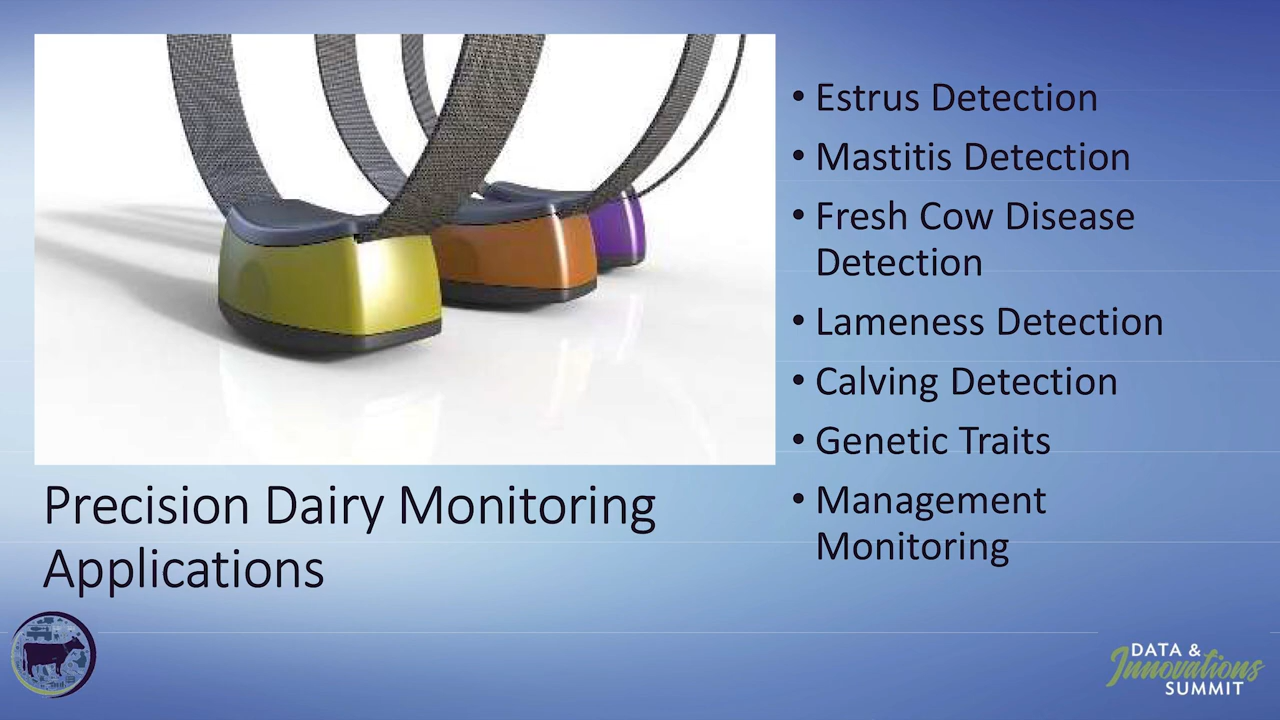 • Estrus Detection
• Mastitis Detection
• Fresh Cow Disease
Detection
• Lameness Detection
• Calving Detection
• Genetic Traits
• Management
Monitoring
Precision Dairy Monitoring
Applications
DATA &
Innovations
SUMMIT